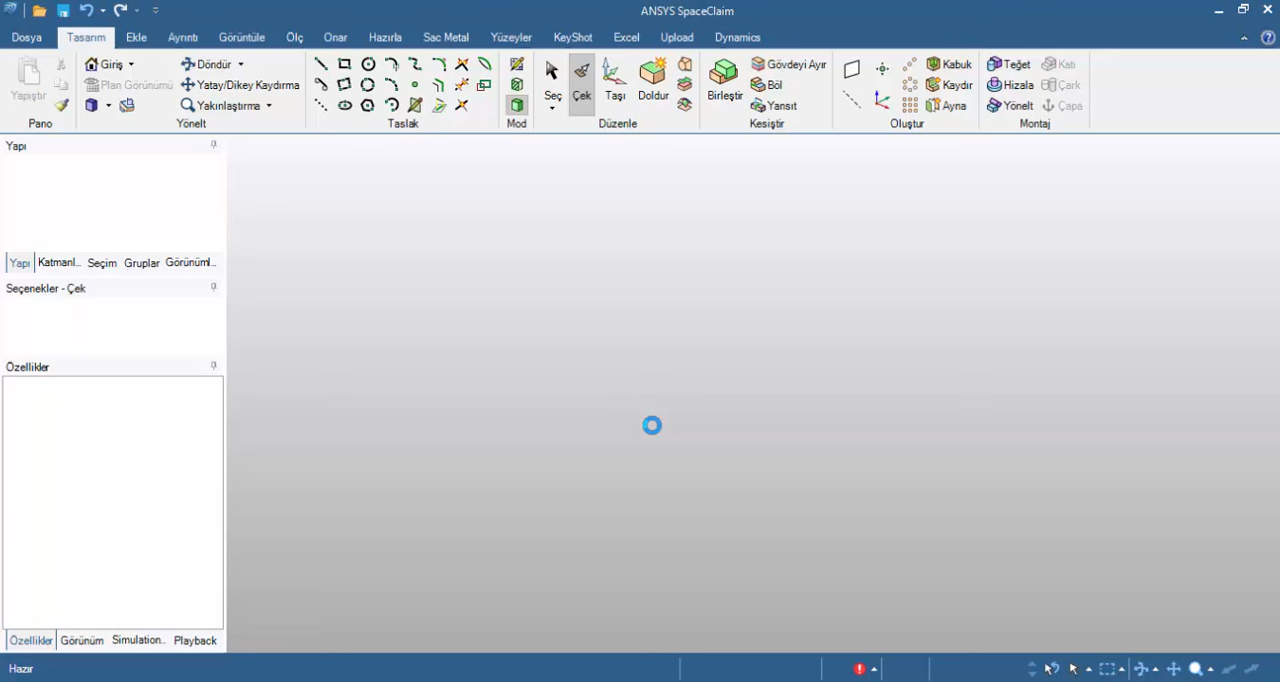 ANSYS SpaceClaim
Dosya Tasarım Ekle Ayrıntı Görüntüle Ölç Onar Hazırla Sac Metal Yüzeyler KeyShot Excel Upload Dynamics
Yapıştır
Pano
Giriş
Plan Görünümü
Döndür
Yatay/Dikey Kaydırma
Yakınlaştırma
Yönelt
Taslak
Mod
Seç Çek Taşı Doldur
Düzenle
Birleştir
Gövdeyi Ayır
Böl
Yansıt
Kesiştir
Kabuk
Kaydır
Ayna
Oluştur
Teğet
Hizala
Yönelt
Katı
Çark
Çapa
Montaj
Yapı
Yapı Katmanl... Seçim Gruplar Görünüml...
Seçenekler - Çek
Özellikler
Özellikler Görünüm Simulation... Playback
Hazır